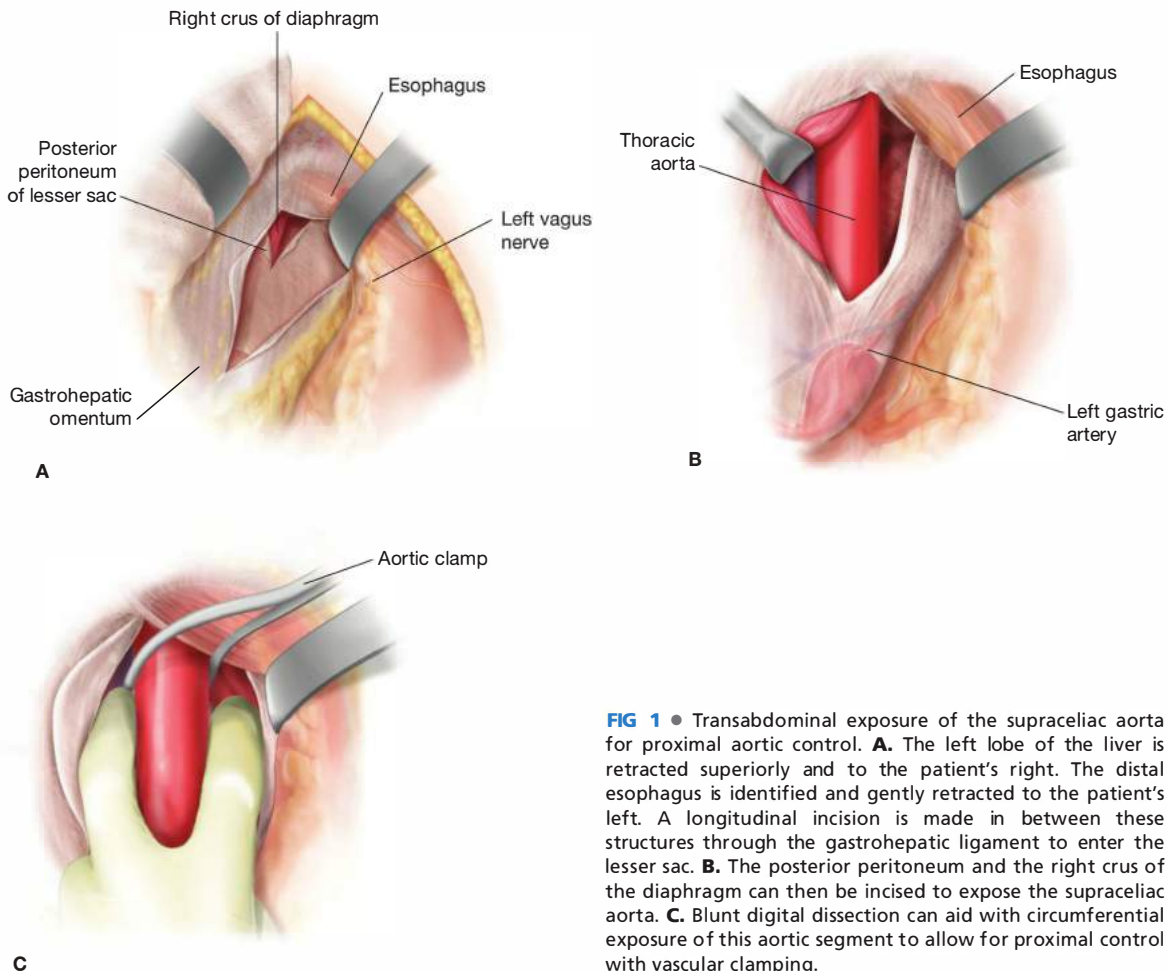 Right crus of diaphragm
Esophagus
Posterior
peritoneum
of lesser sac
Left vagus
nerve
Gastrohepatic
omentum
A
Esophagus
Thoracic
aorta
Left gastric
artery
B
Aortic clamp
C
FIG 1 ● Transabdominal exposure of the supraceliac aorta
for proximal aortic control. A. The left lobe of the liver is
retracted superiorly and to the patient's right. The distal
esophagus is identified and gently retracted to the patient's
left. A longitudinal incision is made in between these
structures through the gastrohepatic ligament to enter the
lesser sac. B. The posterior peritoneum and the right crus of
the diaphragm can then be incised to expose the supraceliac
aorta. C. Blunt digital dissection can aid with circumferential
exposure of this aortic segment to allow for proximal control
with vascular clamping.